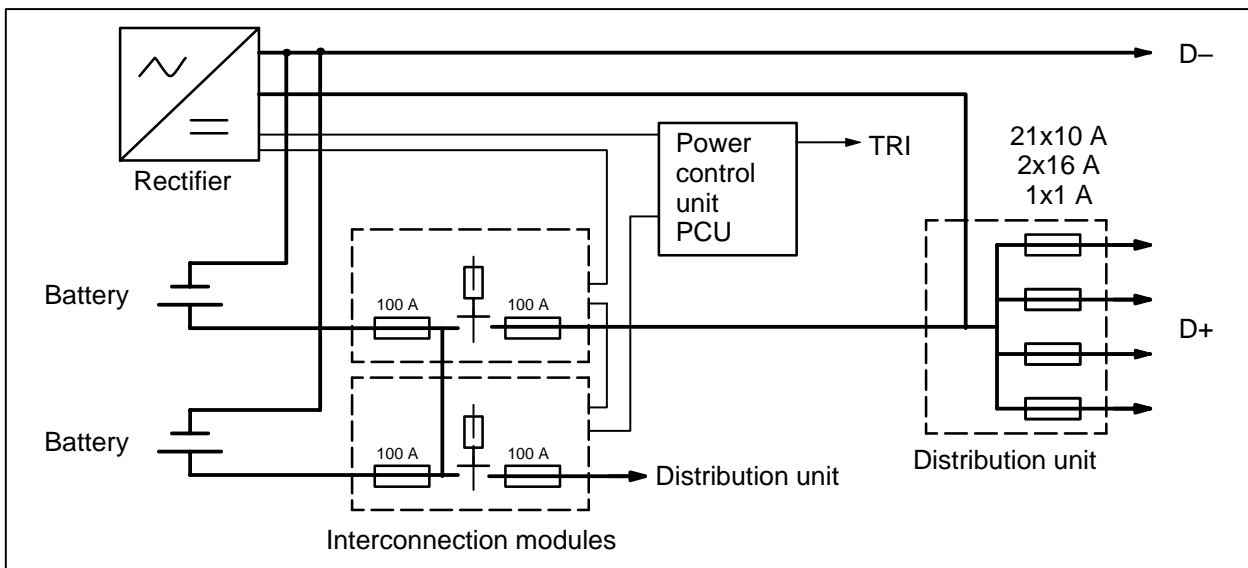 D–
Rectifier
Power
control
unit
PCU
TRI
21x10 A
2x16 A
1x1 A
Battery
100 A
100 A
D+
Battery
100 A
100 A
Distribution unit
Distribution unit
Interconnection modules